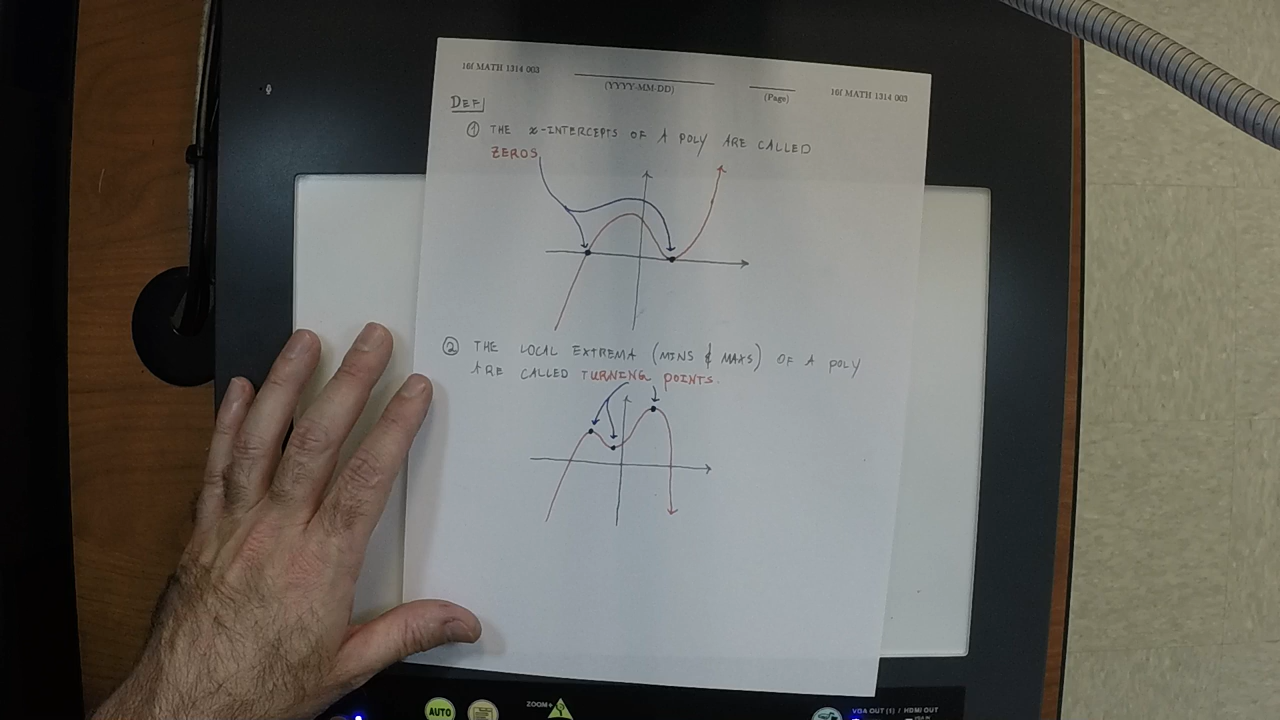 16f MATH 1314 003
(YYYY-MM-DD)
(Page)
16f MATH 1314 003
DEF
① THE x-INTERCEPTS OF A POLY ARE CALLED
ZEROS
② THE LOCAL EXTREMA (MINS & MAXS) OF A POLY
ARE CALLED TURNING POINTS.
AUTO
ZOOM+
VGA OUT (1) / HDMI OUT